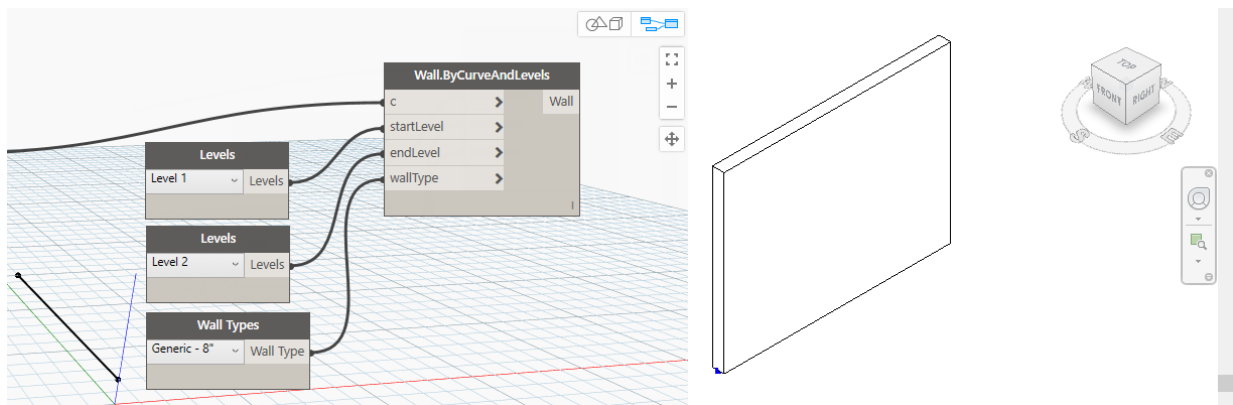 Wall.ByCurveAndLevels
c > Wall
startLevel >
endLevel >
wallType >
l
Levels
Level 1 Levels
Levels
Level 2 Levels
Wall Types
Generic - 8" Wall Type
TOP
FRONT
RIGHT
S
E